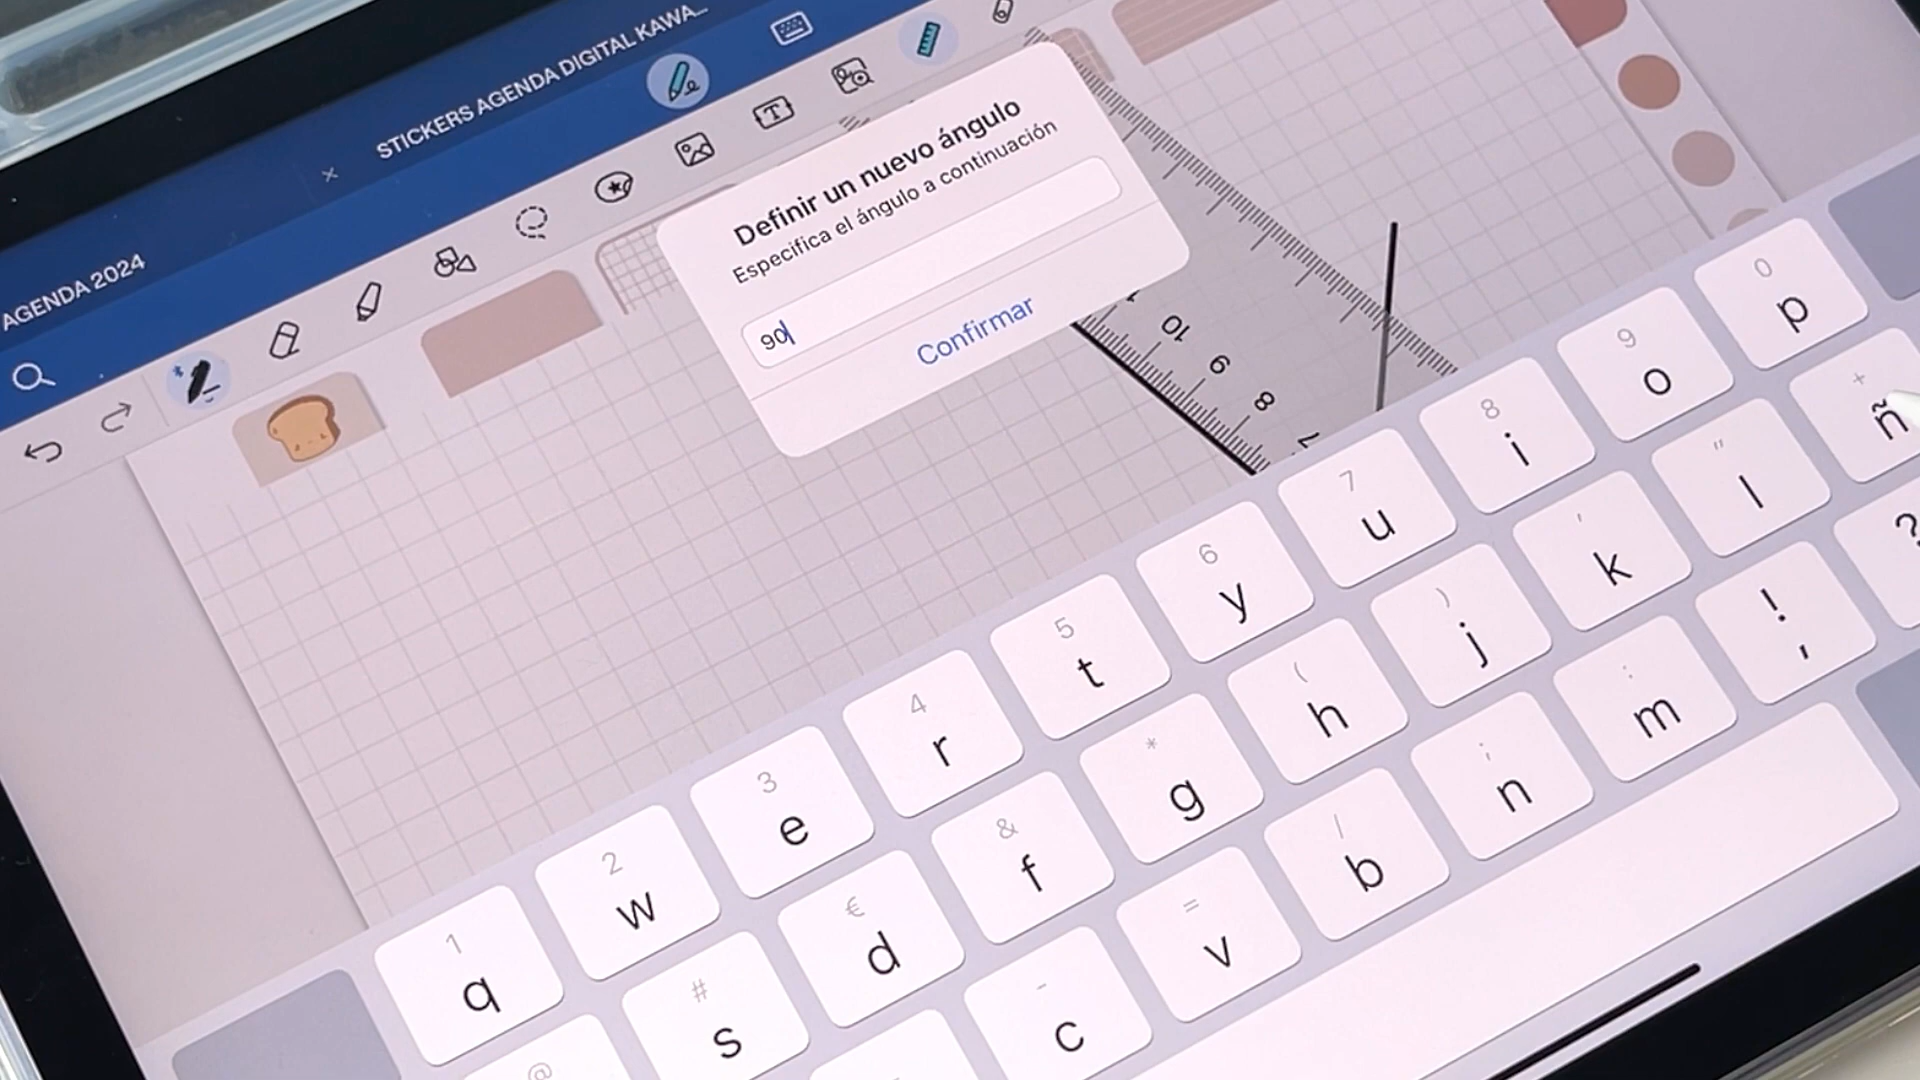 STICKERS AGENDA DIGITAL KAWA...
AGENDA 2024
T
Definir un nuevo ángulo
Especifica el ángulo a continuación
90
Confirmar
10
9
8
7
1 2 3 4 5 6 7 8 9 0
q w e r t y u i o p
@ # € & * ( ) ' " +
s d f g h j k l ñ
- = / ; : ! ?
c v b n m ,